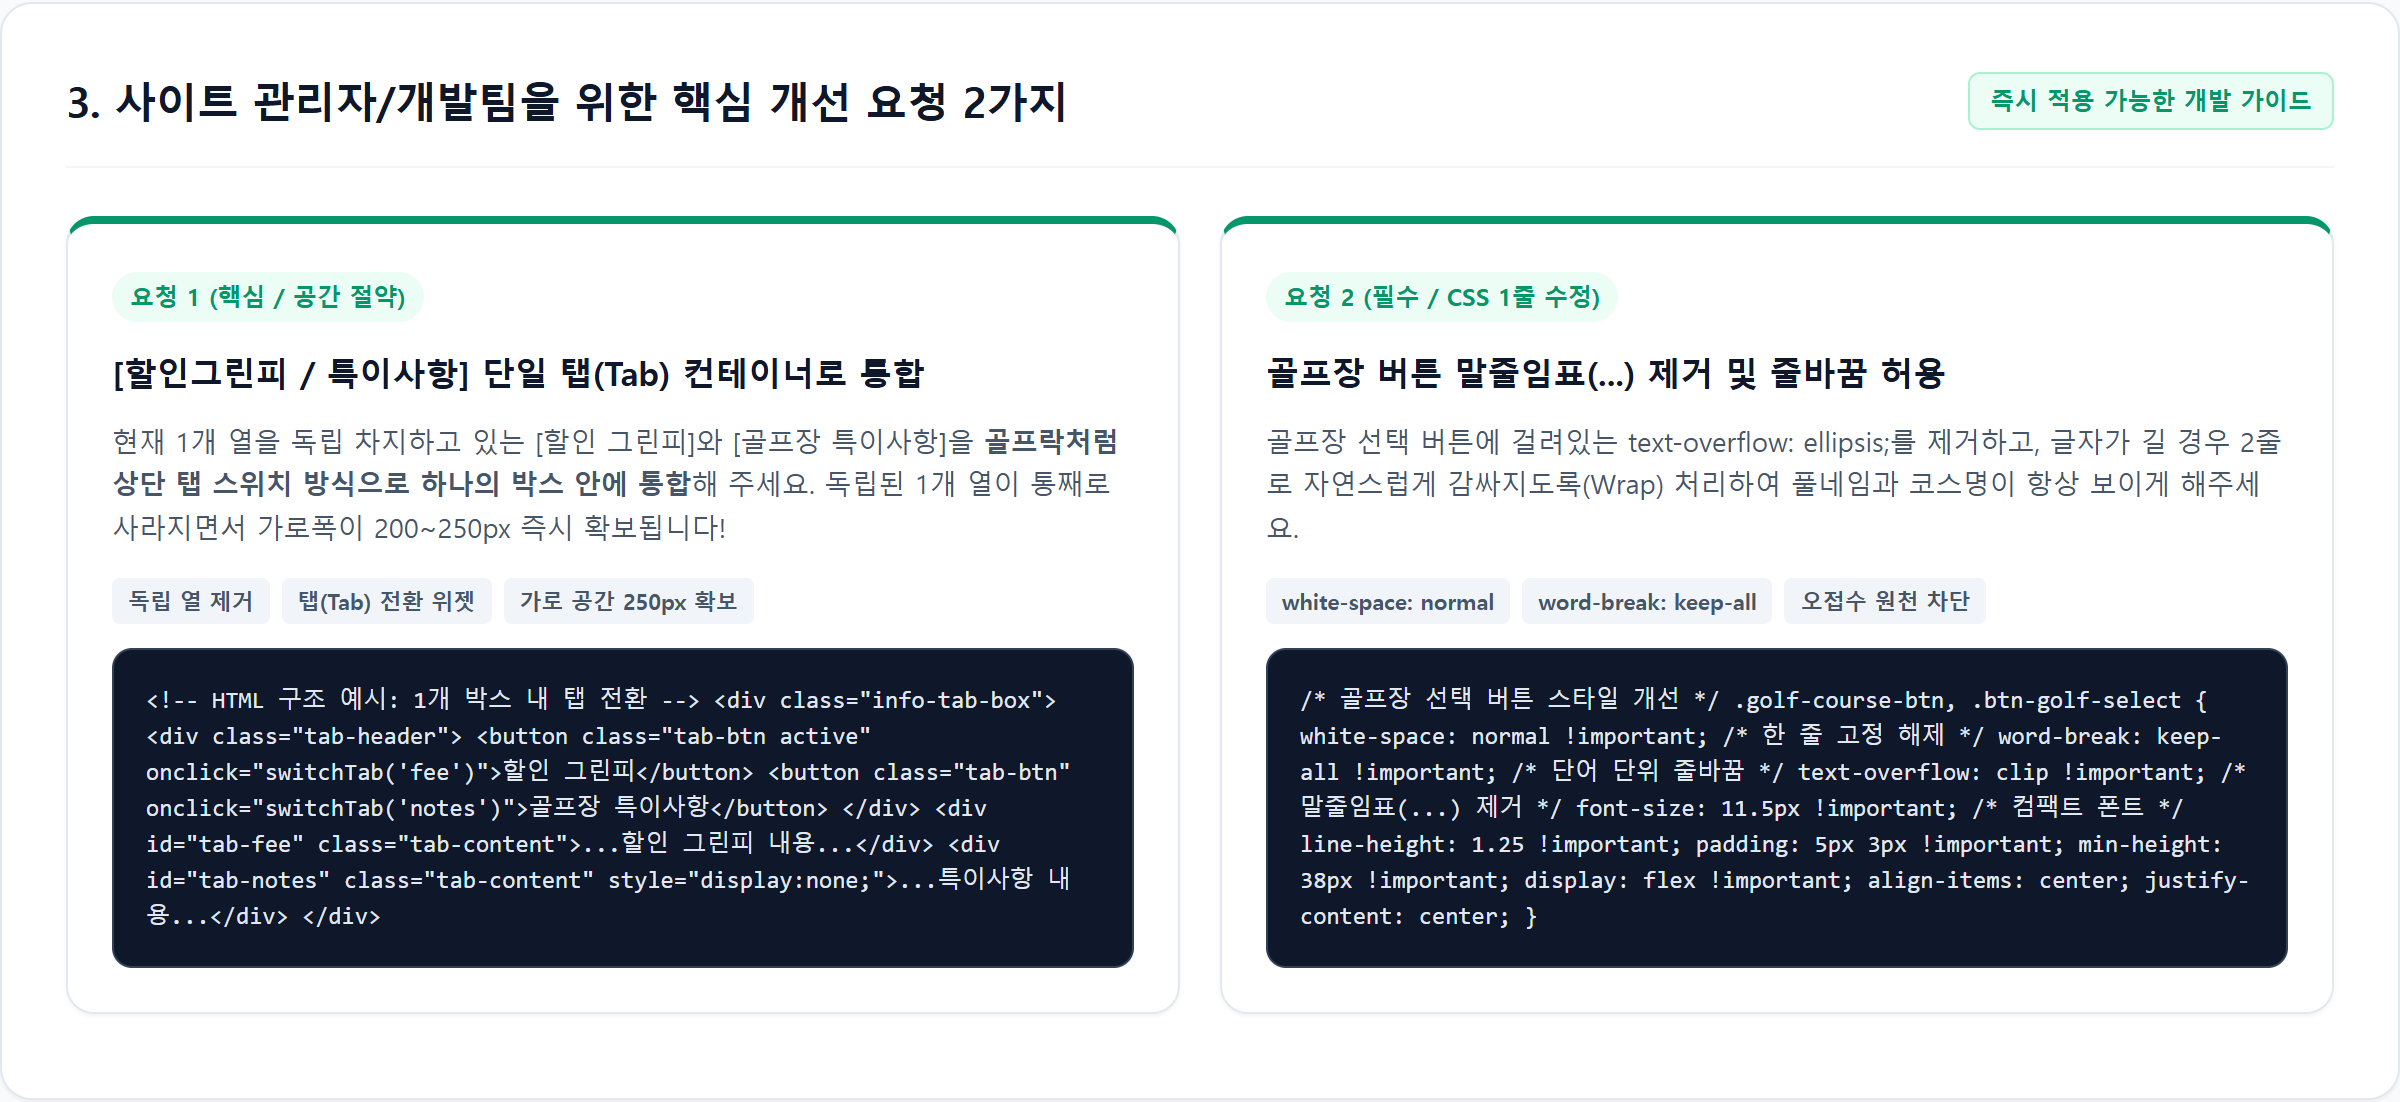 3. 사이트 관리자/개발팀을 위한 핵심 개선 요청 2가지
즉시 적용 가능한 개발 가이드
요청 1 (핵심 / 공간 절약)
[할인그린피 / 특이사항] 단일 탭(Tab) 컨테이너로 통합
현재 1개 열을 독립 차지하고 있는 [할인 그린피]와 [골프장 특이사항]을 골프락처럼
상단 탭 스위치 방식으로 하나의 박스 안에 통합해 주세요. 독립된 1개 열이 통째로
사라지면서 가로폭이 200~250px 즉시 확보됩니다!
독립 열 제거
탭(Tab) 전환 위젯
가로 공간 250px 확보
<!-- HTML 구조 예시: 1개 박스 내 탭 전환 --> <div class="info-tab-box">
<div class="tab-header"> <button class="tab-btn active"
onclick="switchTab('fee')">할인 그린피</button> <button class="tab-btn"
onclick="switchTab('notes')">골프장 특이사항</button> </div> <div
id="tab-fee" class="tab-content">...할인 그린피 내용...</div> <div
id="tab-notes" class="tab-content" style="display:none;">...특이사항 내
용...</div> </div>
요청 2 (필수 / CSS 1줄 수정)
골프장 버튼 말줄임표(...) 제거 및 줄바꿈 허용
골프장 선택 버튼에 걸려있는 text-overflow: ellipsis;를 제거하고, 글자가 길 경우 2줄
로 자연스럽게 감싸지도록(Wrap) 처리하여 풀네임과 코스명이 항상 보이게 해주세
요.
white-space: normal
word-break: keep-all
오접수 원천 차단
/* 골프장 선택 버튼 스타일 개선 */ .golf-course-btn, .btn-golf-select {
white-space: normal !important; /* 한 줄 고정 해제 */ word-break: keep-
all !important; /* 단어 단위 줄바꿈 */ text-overflow: clip !important; /*
말줄임표(...) 제거 */ font-size: 11.5px !important; /* 컴팩트 폰트 */
line-height: 1.25 !important; padding: 5px 3px !important; min-height:
38px !important; display: flex !important; align-items: center; justify-
content: center; }